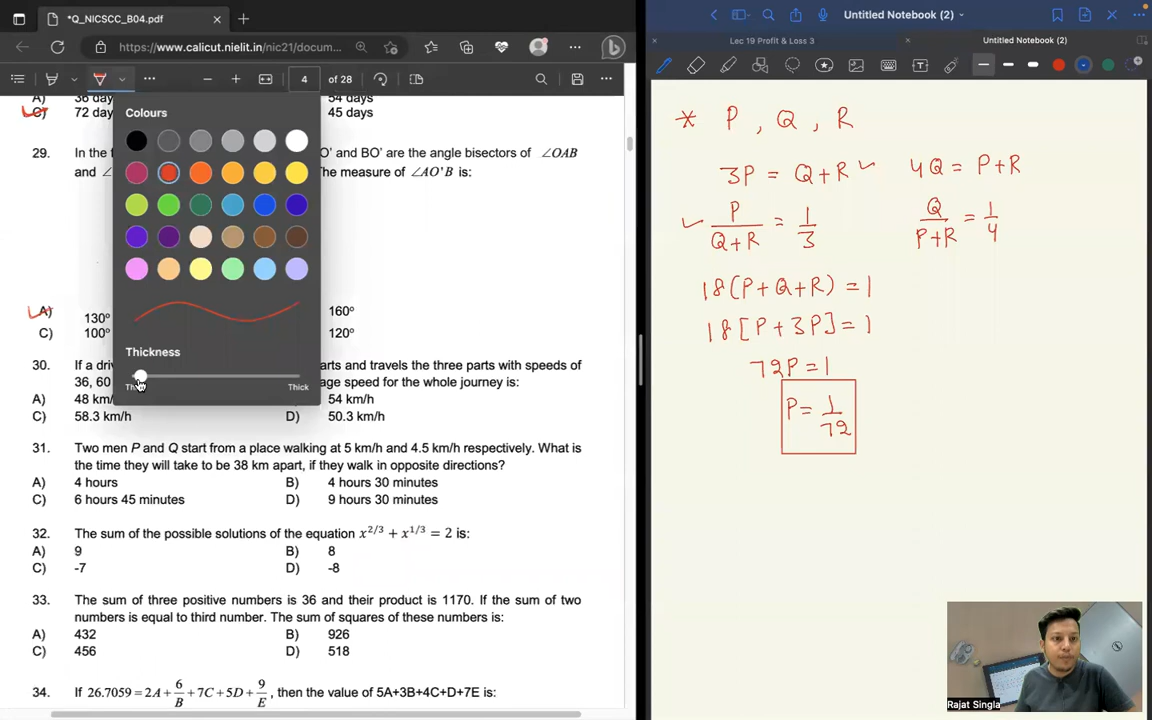 *Q_NICSCC_B04.pdf
Untitled Notebook (2)
https://www.calicut.nielit.in/nic21/docum...
Lec 19 Profit & Loss 3
Untitled Notebook (2)
4 of 28
A) 36 day
54 days
C) 72 day
45 days
Colours
29. In the f
O' and BO' are the angle bisectors of ∠OAB
and ∠
The measure of ∠AO'B is:
A) 130°
160°
C) 100°
120°
Thickness
Thick
30. If a driv
arts and travels the three parts with speeds of
36, 60
age speed for the whole journey is:
A) 48 km/
54 km/h
C) 58.3 km/h
D) 50.3 km/h
31. Two men P and Q start from a place walking at 5 km/h and 4.5 km/h respectively. What is
the time they will take to be 38 km apart, if they walk in opposite directions?
A) 4 hours B) 4 hours 30 minutes
C) 6 hours 45 minutes D) 9 hours 30 minutes
32. The sum of the possible solutions of the equation x^2/3 + x^1/3 = 2 is:
A) 9 B) 8
C) -7 D) -8
33. The sum of three positive numbers is 36 and their product is 1170. If the sum of two
numbers is equal to third number. The sum of squares of these numbers is:
A) 432 B) 926
C) 456 D) 518
34. If 26.7059 = 2A + 6/B + 7C + 5D + 9/E, then the value of 5A+3B+4C+D+7E is:
* P, Q, R
3P = Q+R ✓ 4Q = P+R
✓ P/Q+R = 1/3 Q/P+R = 1/4
18(P+Q+R) = 1
18[P+3P] = 1
72P = 1
P = 1/72
Rajat Singla